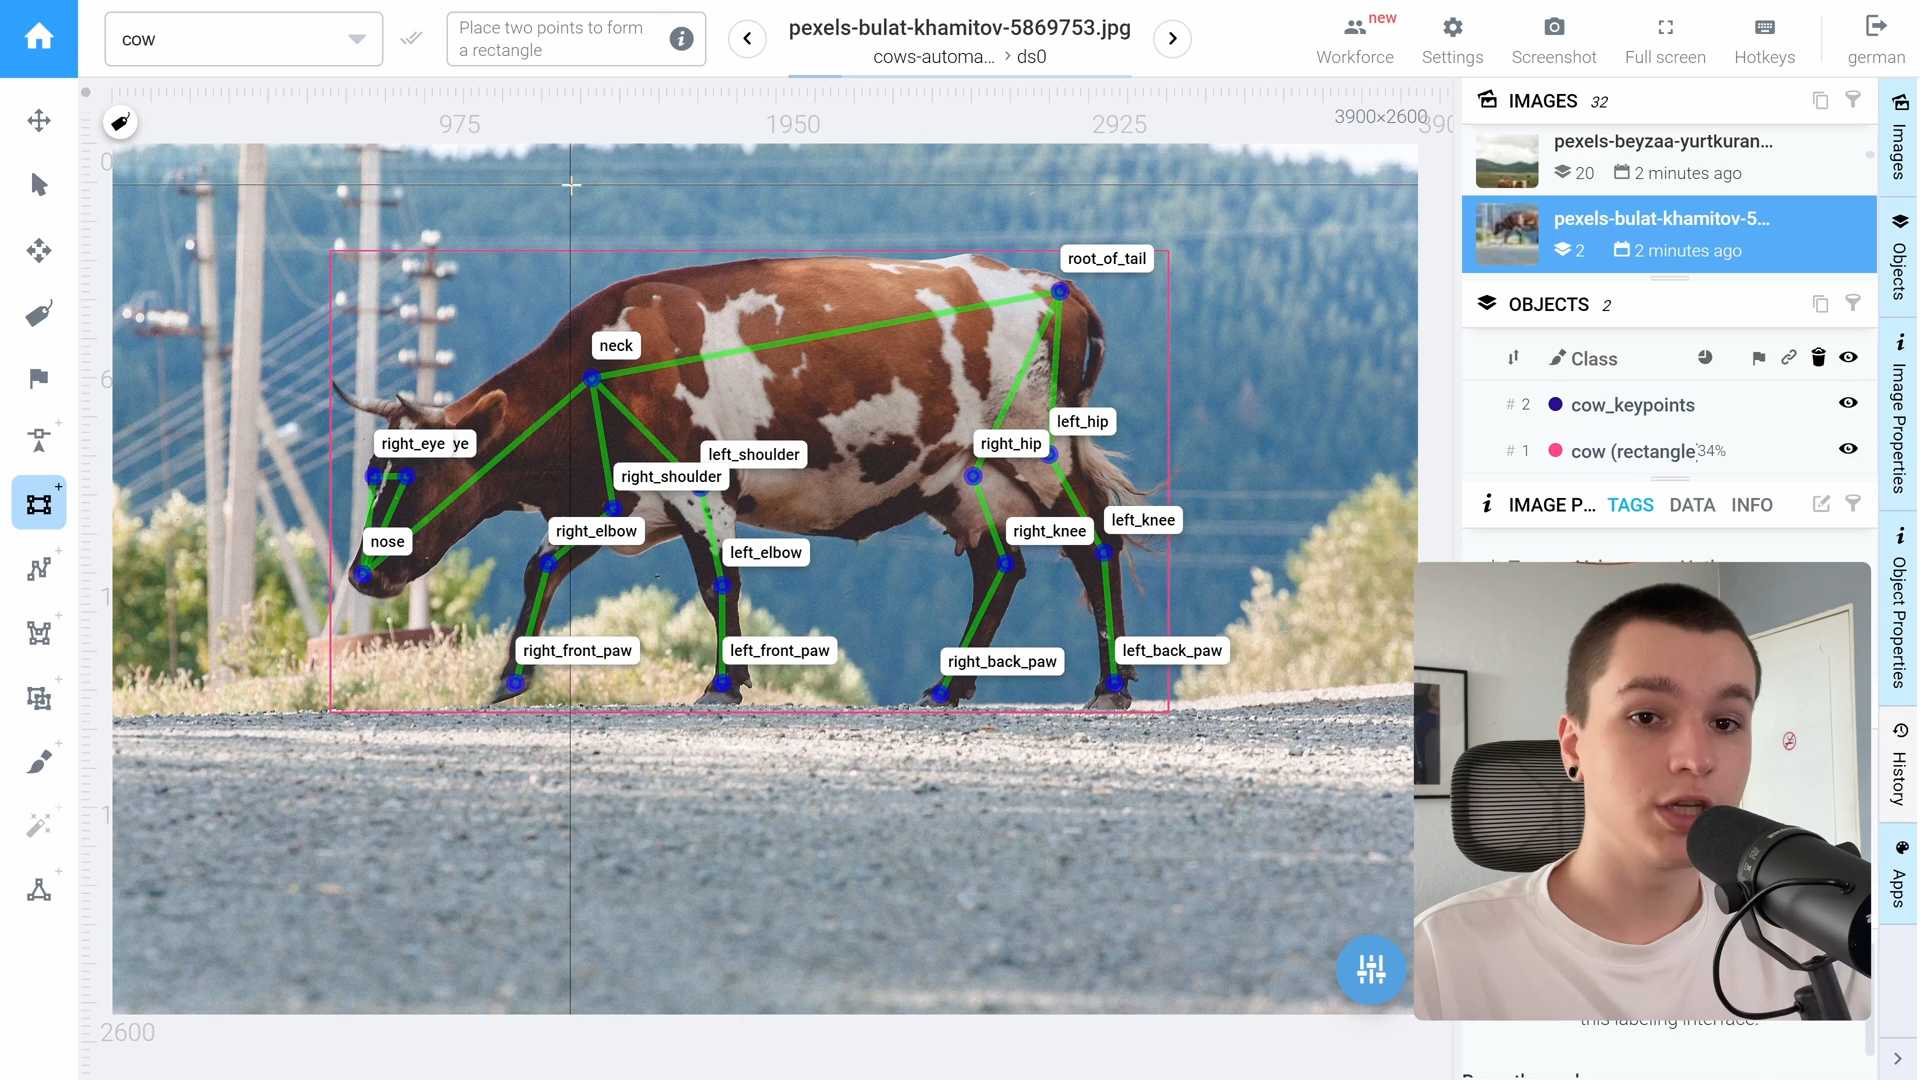 cow
Place two points to form
a rectangle
pexels-bulat-khamitov-5869753.jpg
cows-automa... > ds0
Workforce
new
Settings
Screenshot
Full screen
Hotkeys
german
975
1950
2925
3900×2600
0
2600
root_of_tail
neck
right_eye
ye
left_hip
right_hip
left_shoulder
right_shoulder
nose
right_elbow
left_elbow
right_knee
left_knee
right_front_paw
left_front_paw
right_back_paw
left_back_paw
IMAGES 32
pexels-beyzaa-yurtkuran...
20 2 minutes ago
pexels-bulat-khamitov-5...
2 2 minutes ago
OBJECTS 2
Class
# 2 cow_keypoints
# 1 cow (rectangle) 34%
IMAGE P... TAGS DATA INFO
this labeling interface.
Images
Objects
Image Properties
Object Properties
History
Apps